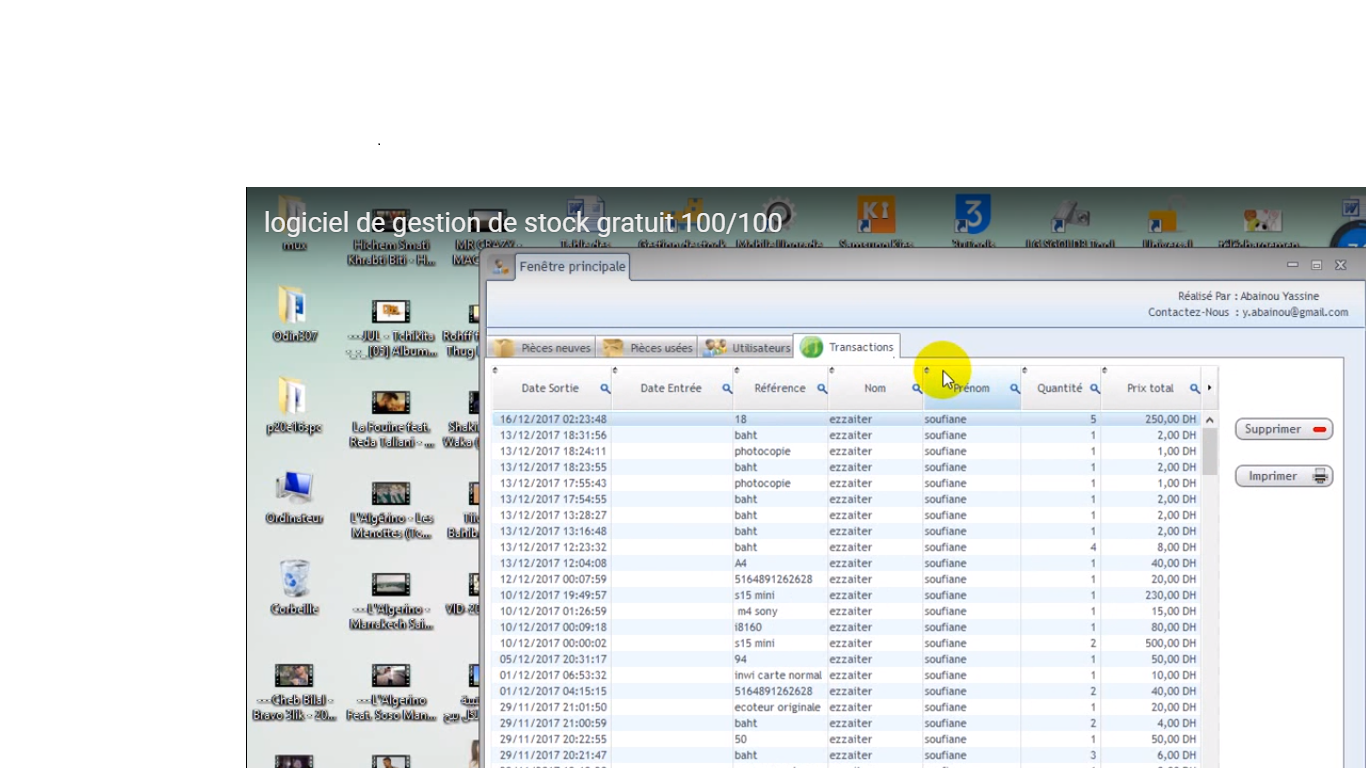 logiciel de gestion de stock gratuit 100/100
mux
Hichem Smati
Khrabti Biti - H...
Fenêtre principale
Réalisé Par : Abainou Yassine
Contactez-Nous : y.abainou@gmail.com
Pièces neuves Pièces usées Utilisateurs Transactions
Date Sortie Date Entrée Référence Nom Prénom Quantité Prix total
16/12/2017 02:23:48 18 ezzaiter soufiane 5 250,00 DH
13/12/2017 18:31:56 baht ezzaiter soufiane 1 2,00 DH
13/12/2017 18:24:11 photocopie ezzaiter soufiane 1 1,00 DH
13/12/2017 18:23:55 baht ezzaiter soufiane 1 2,00 DH
13/12/2017 17:55:43 photocopie ezzaiter soufiane 1 1,00 DH
13/12/2017 17:54:55 baht ezzaiter soufiane 1 2,00 DH
13/12/2017 13:28:27 baht ezzaiter soufiane 1 2,00 DH
13/12/2017 13:16:48 baht ezzaiter soufiane 1 2,00 DH
13/12/2017 12:23:32 baht ezzaiter soufiane 4 8,00 DH
13/12/2017 12:04:08 A4 ezzaiter soufiane 1 40,00 DH
12/12/2017 00:07:59 5164891262628 ezzaiter soufiane 1 20,00 DH
10/12/2017 19:49:57 s15 mini ezzaiter soufiane 1 230,00 DH
10/12/2017 01:26:59 m4 sony ezzaiter soufiane 1 15,00 DH
10/12/2017 00:09:18 i8160 ezzaiter soufiane 1 80,00 DH
10/12/2017 00:00:02 s15 mini ezzaiter soufiane 2 500,00 DH
05/12/2017 20:31:17 94 ezzaiter soufiane 1 50,00 DH
01/12/2017 06:53:32 inwi carte normal ezzaiter soufiane 1 10,00 DH
01/12/2017 04:15:15 5164891262628 ezzaiter soufiane 2 40,00 DH
29/11/2017 21:01:50 ecoteur originale ezzaiter soufiane 1 20,00 DH
29/11/2017 21:00:59 baht ezzaiter soufiane 2 4,00 DH
29/11/2017 20:22:55 50 ezzaiter soufiane 1 50,00 DH
29/11/2017 20:21:47 baht ezzaiter soufiane 3 6,00 DH
Supprimer
Imprimer
Odin307
---JUL - Tchikita
[03] Album...
La Fouine feat.
Reda Taliani - ...
Ordinateur
L'Algérino - Les
Menottes (Tc...
Corbeille
---L'Algerino -
Marrakech Sai...
---Cheb Bilal -
Bravo 3lik - 20...
---L'Algerino
Feat. Soso Man...